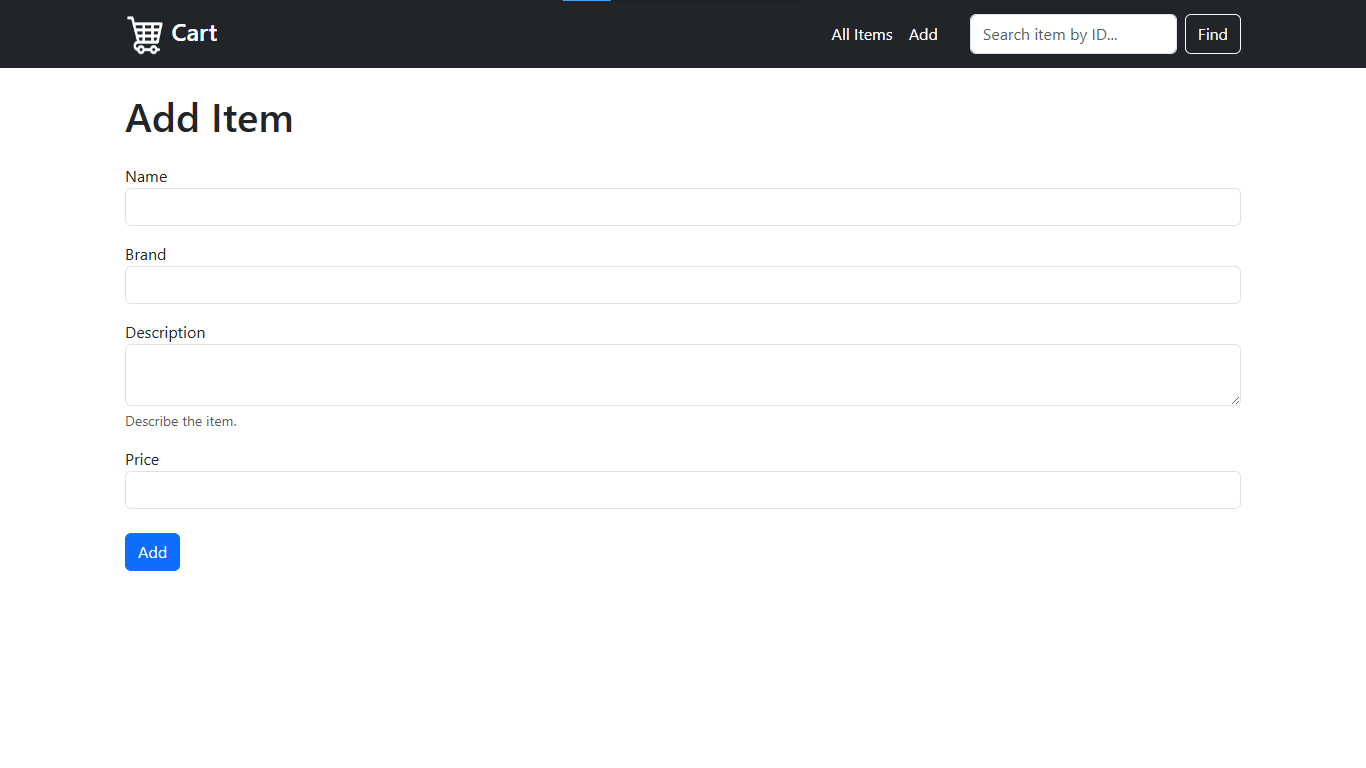 Cart
All Items Add Search item by ID... Find
Add Item
Name
Brand
Description
Describe the item.
Price
Add